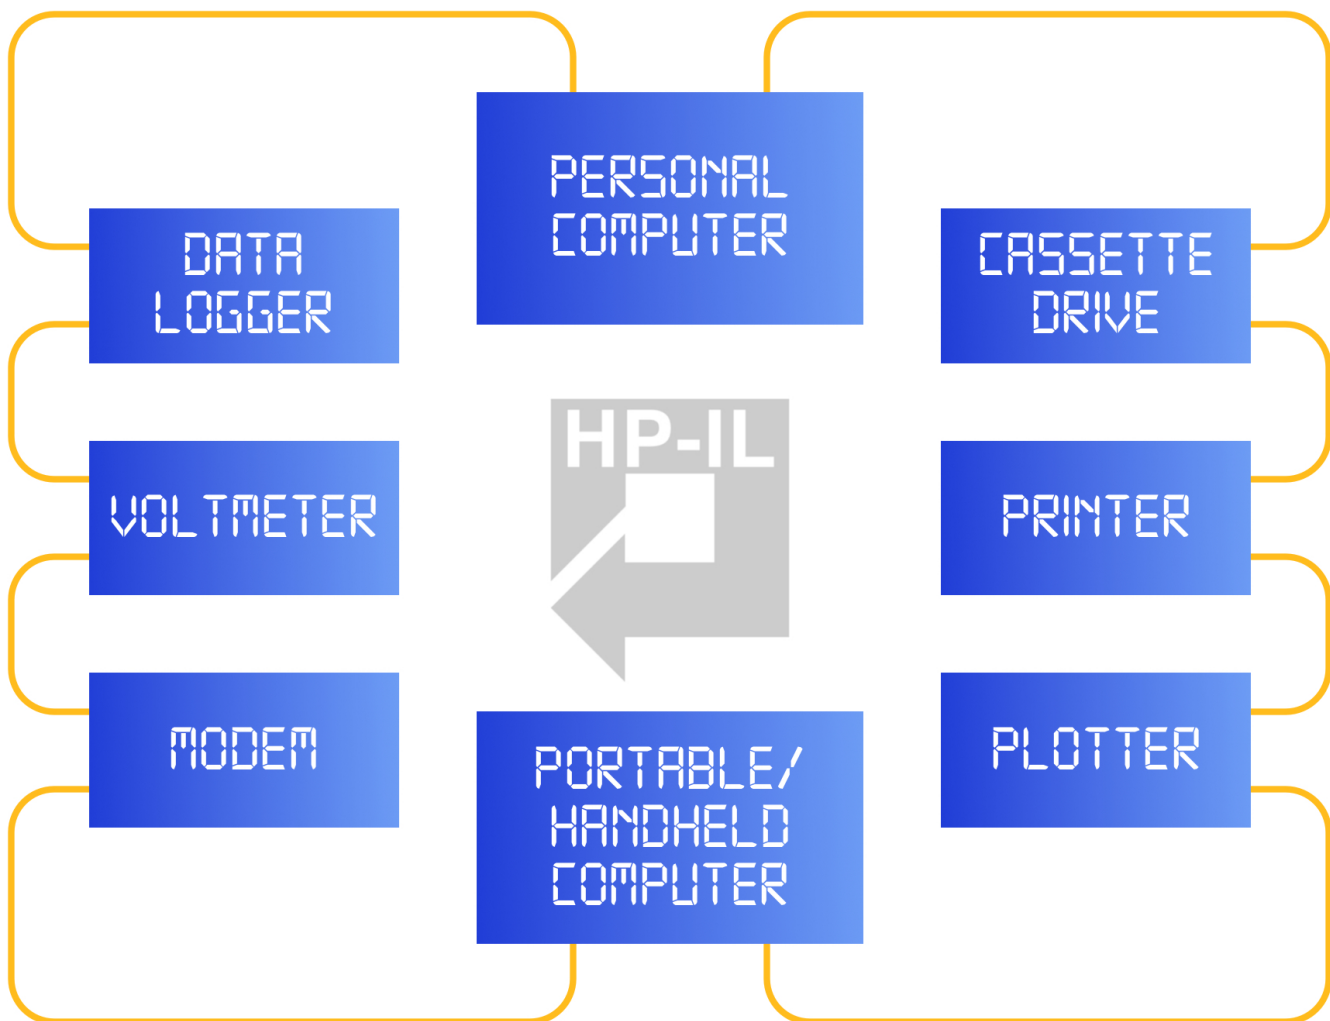 PERSONAL
COMPUTER
DATA
LOGGER
CASSETTE
DRIVE
HP-IL
VOLTMETER
PRINTER
MODEM
PLOTTER
PORTABLE/
HANDHELD
COMPUTER